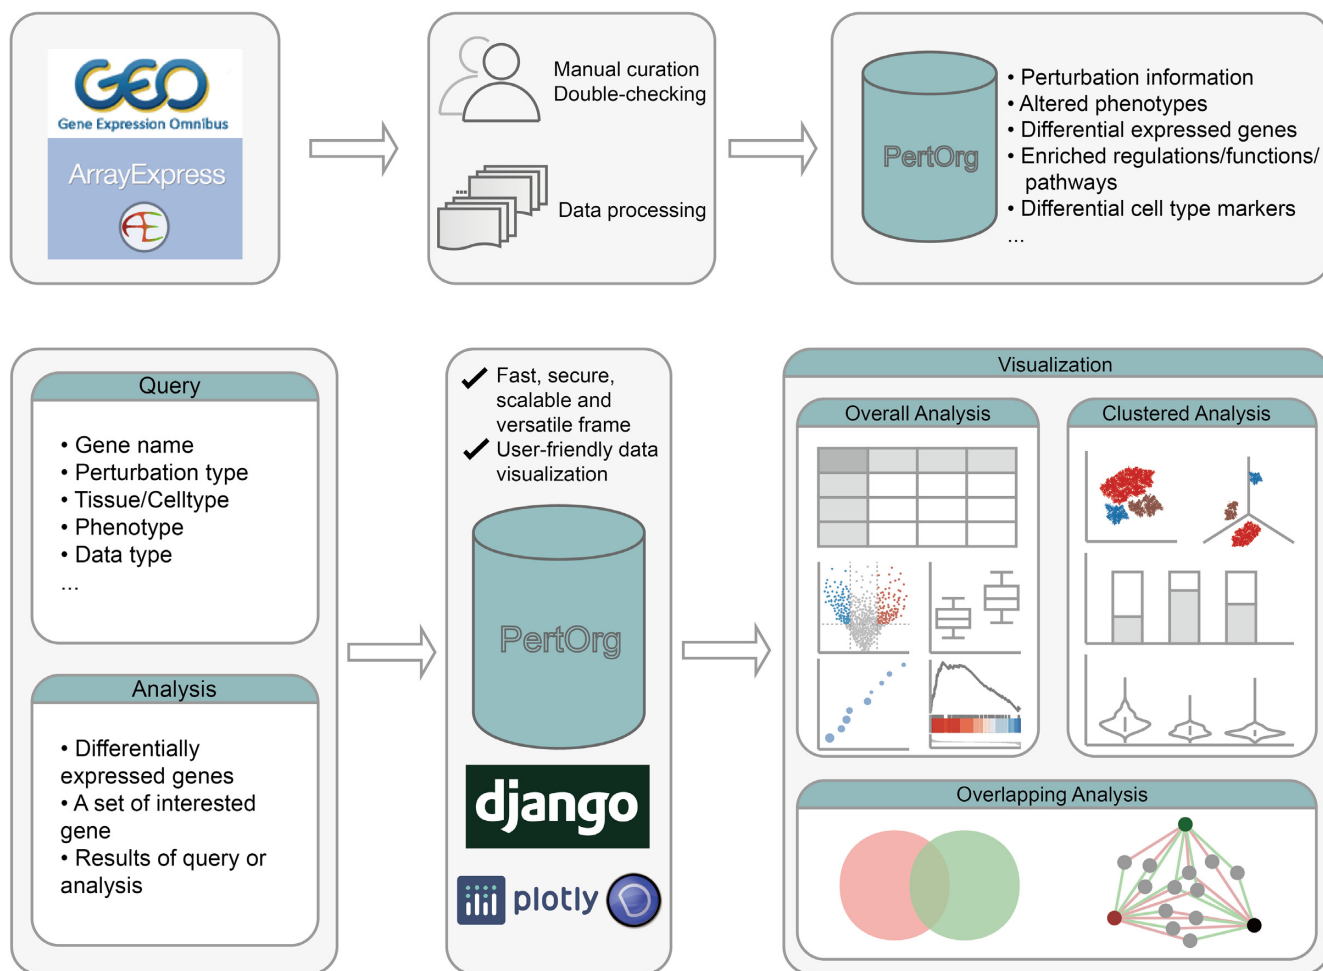 GEO
Gene Expression Omnibus
ArrayExpress
AE
Manual curation
Double-checking
...
Data processing
PertOrg
• Perturbation information
• Altered phenotypes
• Differential expressed genes
• Enriched regulations/functions/
pathways
• Differential cell type markers
...
Query
• Gene name
• Perturbation type
• Tissue/Celltype
• Phenotype
• Data type
...
Analysis
• Differentially
expressed genes
• A set of interested
gene
• Results of query or
analysis
✓ Fast, secure,
scalable and
versatile frame
✓ User-friendly data
visualization
PertOrg
django
plotly
Visualization
Overall Analysis
Clustered Analysis
Overlapping Analysis